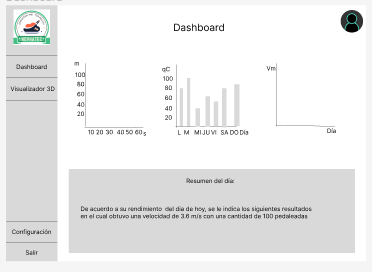 Dashboard
Dashboard
Visualizador 3D
Configuración
Salir
m
100
80
60
40
20
10 20 30 40 50 60 s
qC
100
80
60
40
20
L M MI JU VI SA DO Día
Vm
Día
Resumen del día:
De acuerdo a su rendimiento del día de hoy, se le indica los siguientes resultados
en el cual obtuvo una velocidad de 3.6 m/s con una cantidad de 100 pedaleadas